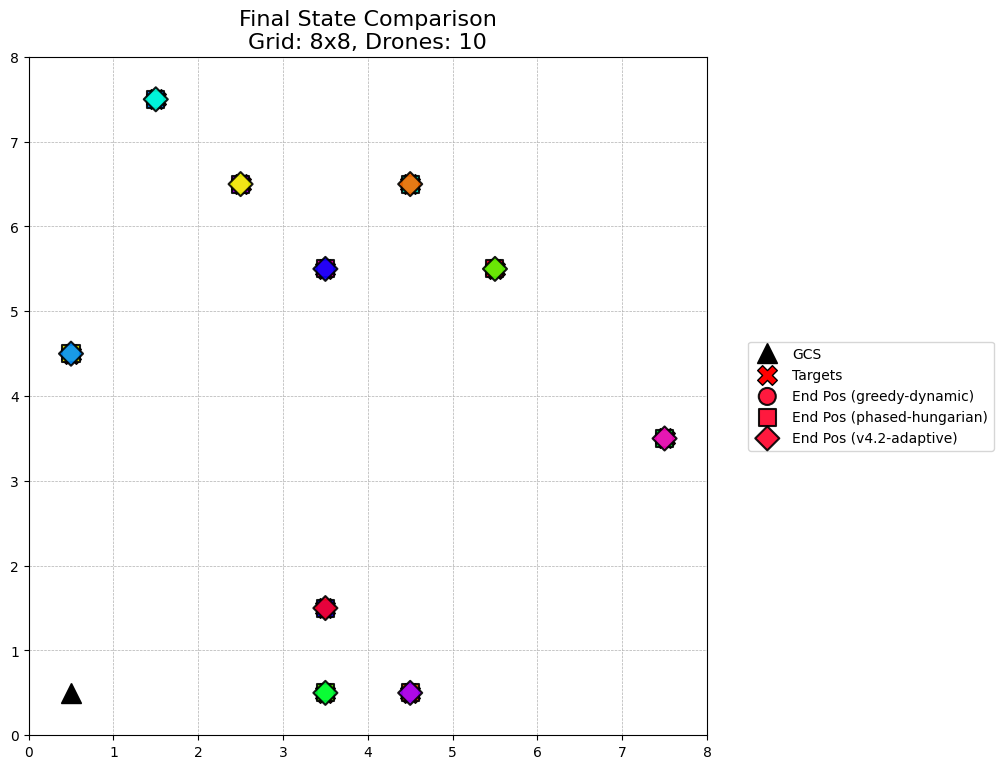 Final State Comparison
Grid: 8x8, Drones: 10
8
7
6
5
4
3
2
1
0
0 1 2 3 4 5 6 7 8
GCS
Targets
End Pos (greedy-dynamic)
End Pos (phased-hungarian)
End Pos (v4.2-adaptive)